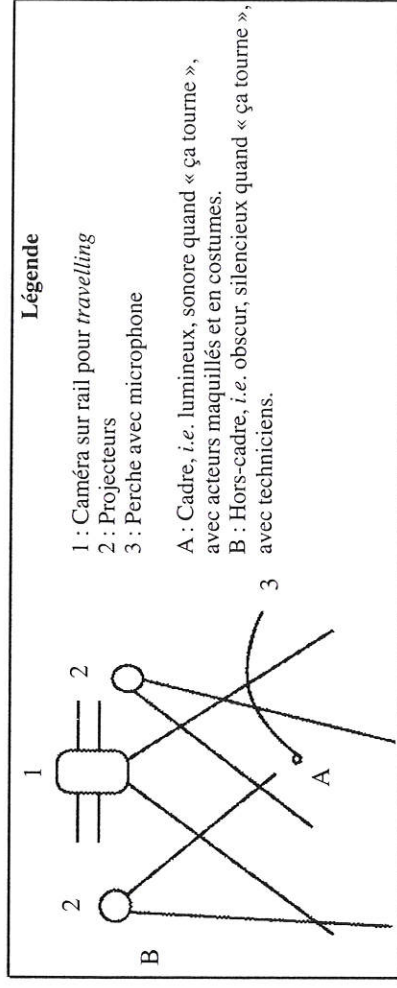 Légende
1 : Caméra sur rail pour travelling
2 : Projecteurs
3 : Perche avec microphone
A : Cadre, i.e. lumineux, sonore quand « ça tourne »,
avec acteurs maquillés et en costumes.
B : Hors-cadre, i.e. obscur, silencieux quand « ça tourne »,
avec techniciens.
1
2
2
3
A
B